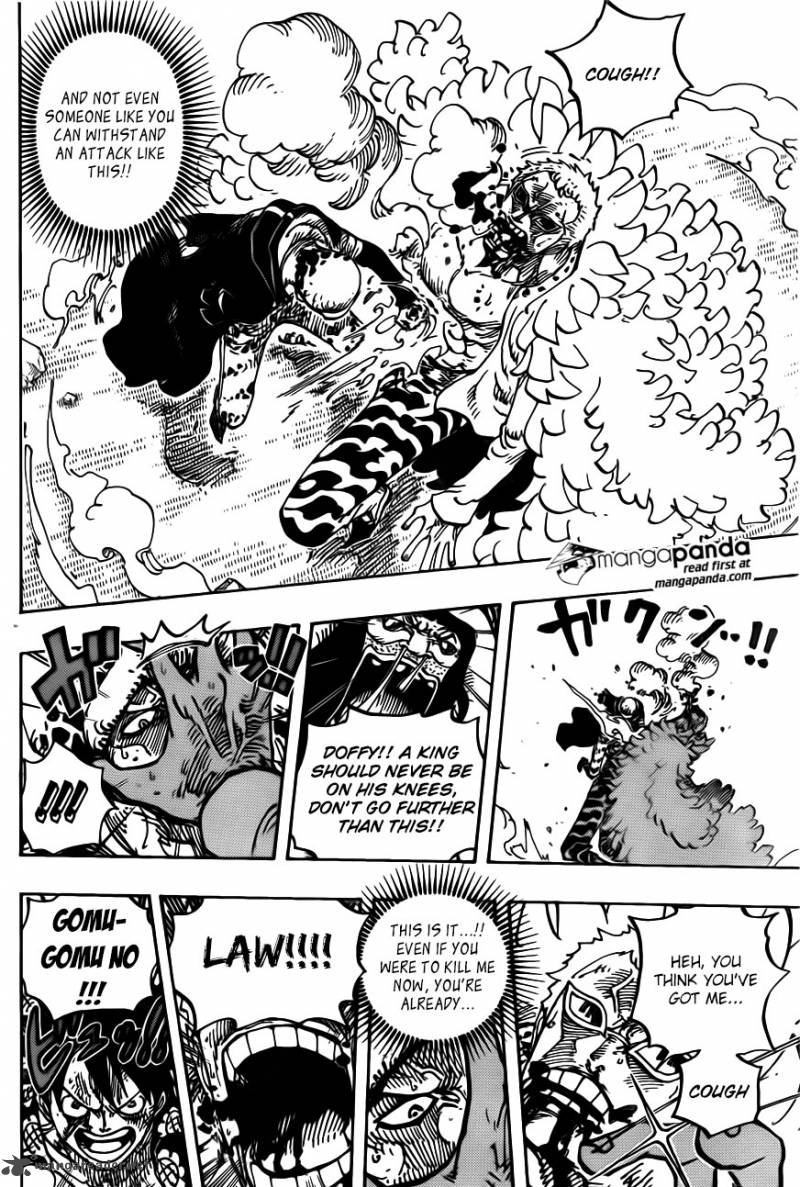 COUGH!!
AND NOT EVEN
SOMEONE LIKE YOU
CAN WITHSTAND
AN ATTACK LIKE
THIS!!
mangapanda
read first at
mangapanda.com
ガクン..!!
DOFFY!! A KING
SHOULD NEVER BE
ON HIS KNEES,
DON'T GO FURTHER
THAN THIS!!
ガッ!!
!!!
HEH, YOU
THINK YOU'VE
GOT ME...
COUGH
THIS IS IT...!!
EVEN IF YOU
WERE TO KILL ME
NOW, YOU'RE
ALREADY...
LAW!!!!
GOMU-
GOMU NO
!!!